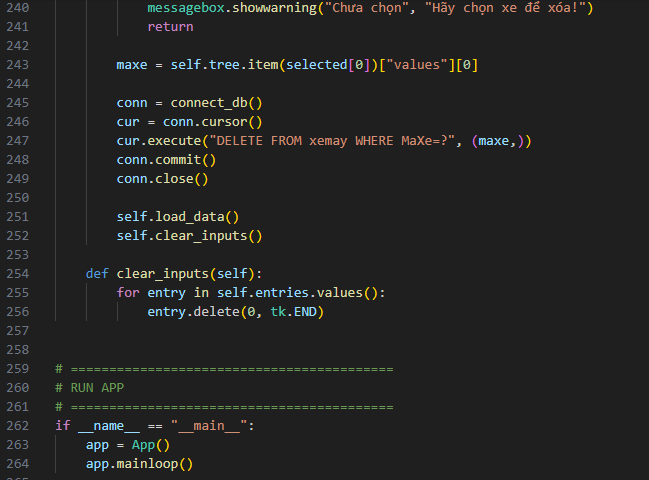 240 messagebox.showwarning("Chưa chọn", "Hãy chọn xe để xóa!")
241 return
242
243 maxe = self.tree.item(selected[0])["values"][0]
244
245 conn = connect_db()
246 cur = conn.cursor()
247 cur.execute("DELETE FROM xemay WHERE MaXe=?", (maxe,))
248 conn.commit()
249 conn.close()
250
251 self.load_data()
252 self.clear_inputs()
253
254 def clear_inputs(self):
255 for entry in self.entries.values():
256 entry.delete(0, tk.END)
257
258
259 # ==========================================
260 # RUN APP
261 # ==========================================
262 if __name__ == "__main__":
263 app = App()
264 app.mainloop()